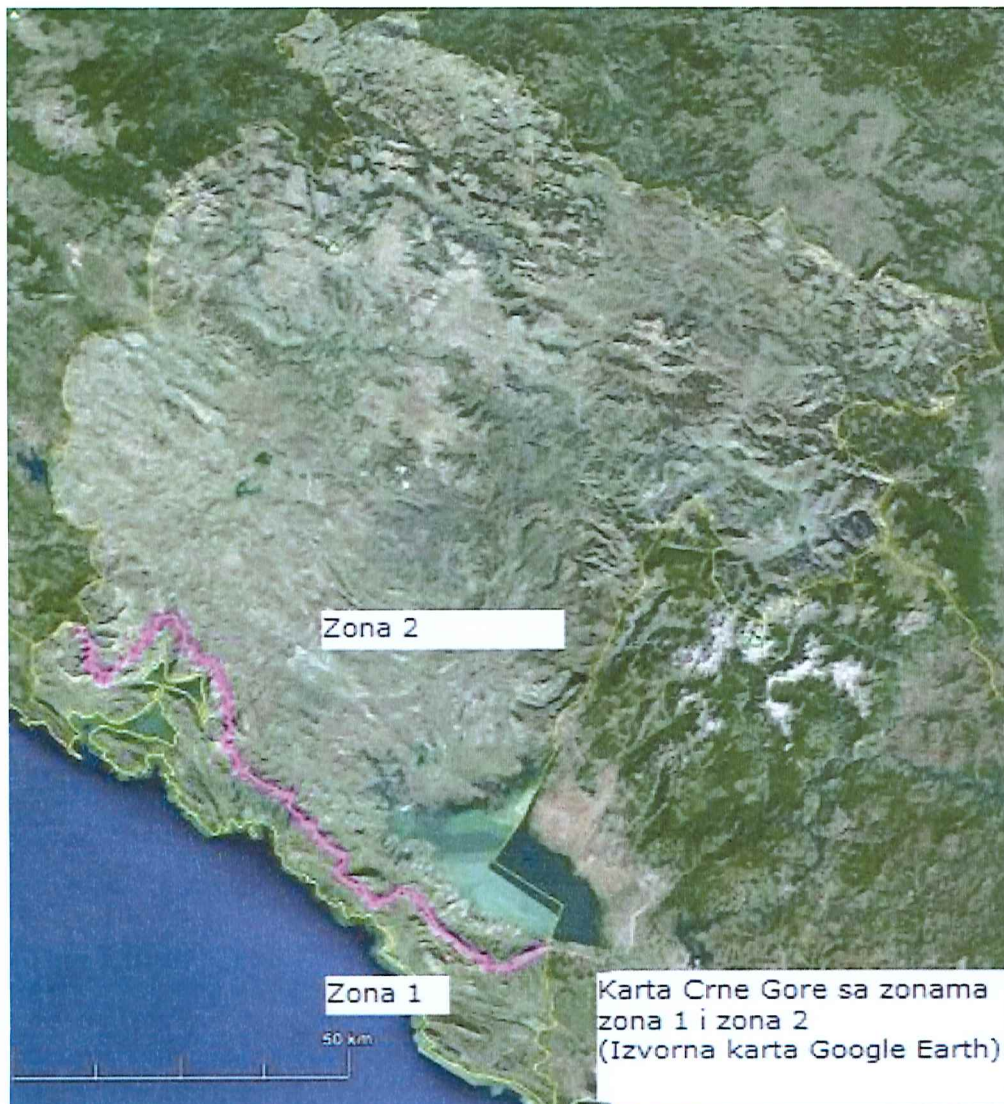 Zona 2
Zona 1
50 km
Karta Crne Gore sa zonama
zona 1 i zona 2
(Izvorna karta Google Earth)